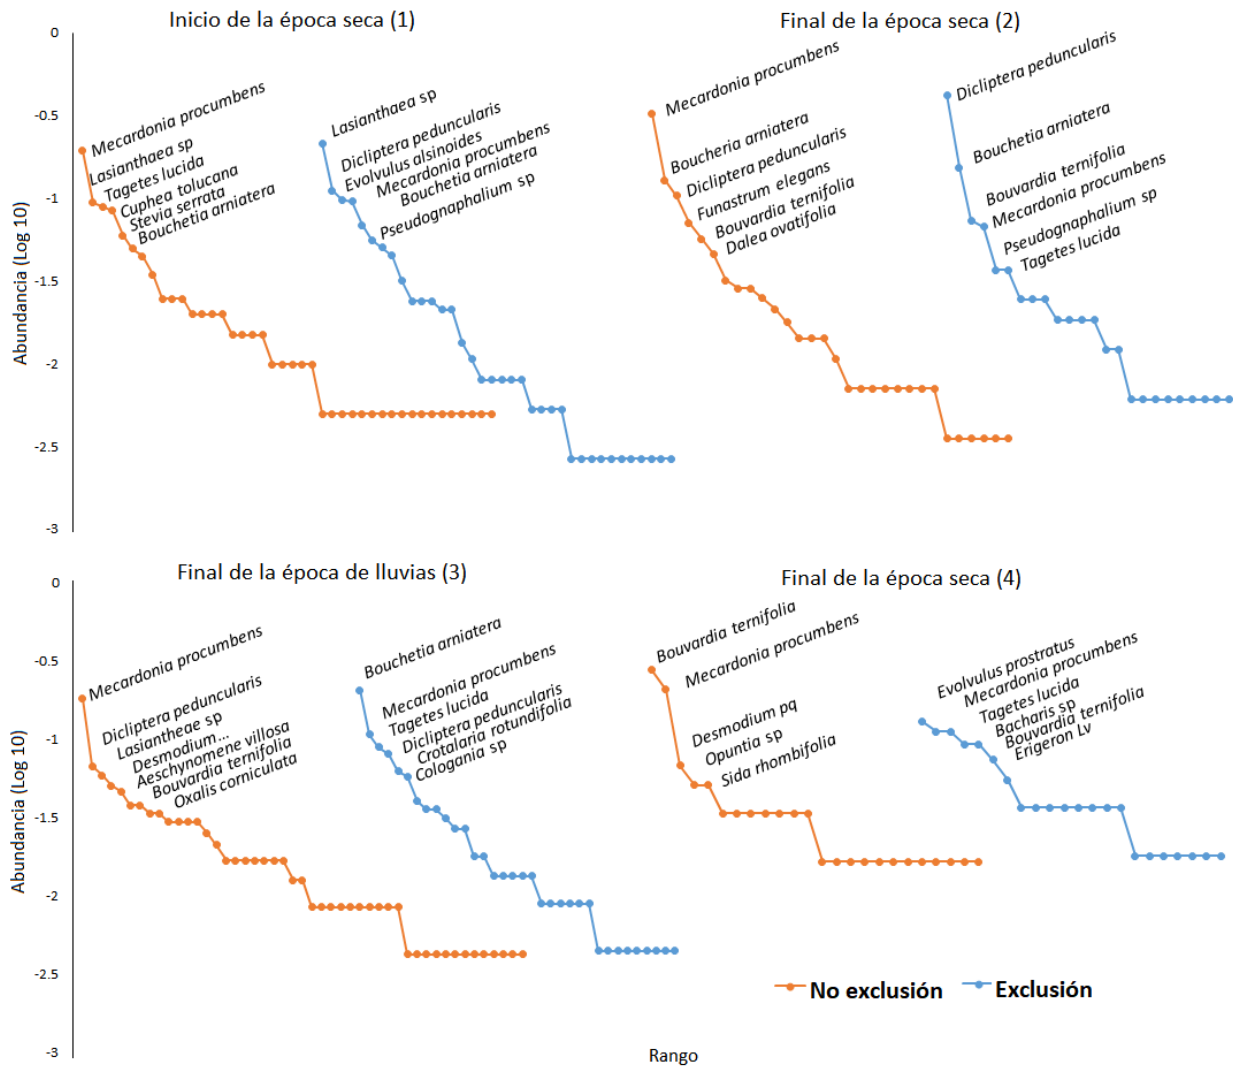 Inicio de la época seca (1)
Final de la época seca (2)
Abundancia (Log 10)
0
-0.5
-1
-1.5
-2
-2.5
-3
Mecardonia procumbens
Lasianthaea sp
Tagetes lucida
Cuphea tolucana
Stevia serrata
Bouchetia arniatera
Lasianthaea sp
Dicliptera peduncularis
Evolvulus alsinoides
Mecardonia procumbens
Bouchetia arniatera
Pseudognaphalium sp
Mecardonia procumbens
Boucheria arniatera
Dicliptera peduncularis
Funastrum elegans
Bouvardia ternifolia
Dalea ovatifolia
Dicliptera peduncularis
Bouchetia arniatera
Bouvardia ternifolia
Mecardonia procumbens
Pseudognaphalium sp
Tagetes lucida
Final de la época de lluvias (3)
Final de la época seca (4)
Abundancia (Log 10)
0
-0.5
-1
-1.5
-2
-2.5
-3
Mecardonia procumbens
Dicliptera peduncularis
Lasiantheae sp
Desmodium...
Aeschynomene villosa
Bouvardia ternifolia
Oxalis corniculata
Bouchetia arniatera
Mecardonia procumbens
Tagetes lucida
Dicliptera peduncularis
Crotalaria rotundifolia
Cologania sp
Bouvardia ternifolia
Mecardonia procumbens
Desmodium pq
Opuntia sp
Sida rhombifolia
Evolvulus prostratus
Mecardonia procumbens
Tagetes lucida
Bacharis sp
Bouvardia ternifolia
Erigeron Lv
No exclusión
Exclusión
Rango